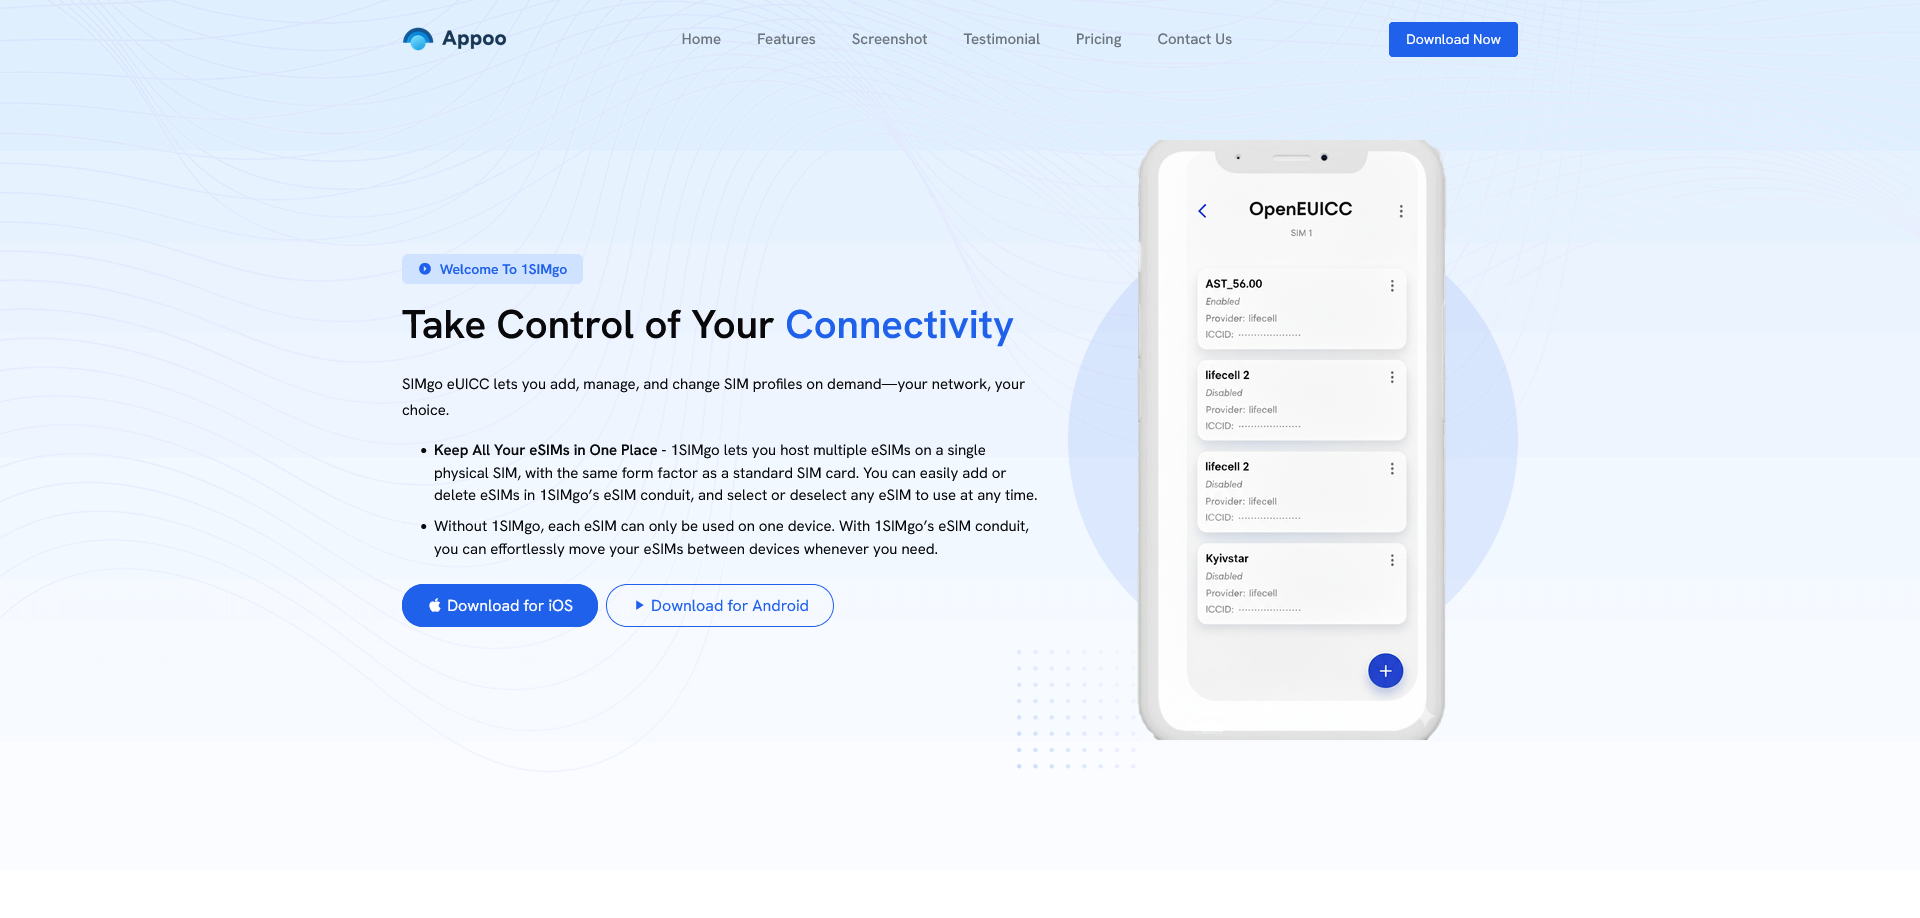 Appoo
Home Features Screenshot Testimonial Pricing Contact Us
Download Now
Welcome To 1SIMgo
Take Control of Your Connectivity
SIMgo eUICC lets you add, manage, and change SIM profiles on demand—your network, your
choice.
• Keep All Your eSIMs in One Place - 1SIMgo lets you host multiple eSIMs on a single
physical SIM, with the same form factor as a standard SIM card. You can easily add or
delete eSIMs in 1SIMgo’s eSIM conduit, and select or deselect any eSIM to use at any time.
• Without 1SIMgo, each eSIM can only be used on one device. With 1SIMgo’s eSIM conduit,
you can effortlessly move your eSIMs between devices whenever you need.
Download for iOS
Download for Android
OpenEUICC
SIM 1
AST_56.00
Enabled
Provider: lifecell
ICCID: ····················
lifecell 2
Disabled
Provider: lifecell
ICCID: ····················
lifecell 2
Disabled
Provider: lifecell
ICCID: ····················
Kyivstar
Disabled
Provider: lifecell
ICCID: ····················